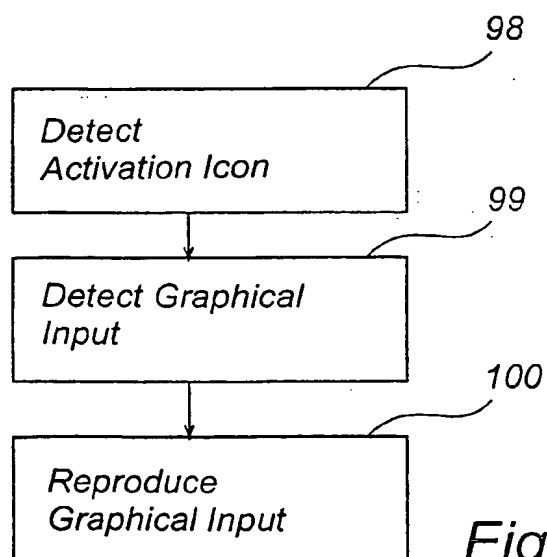 98
Detect
Activation Icon
99
Detect Graphical
Input
100
Reproduce
Graphical Input
Fig